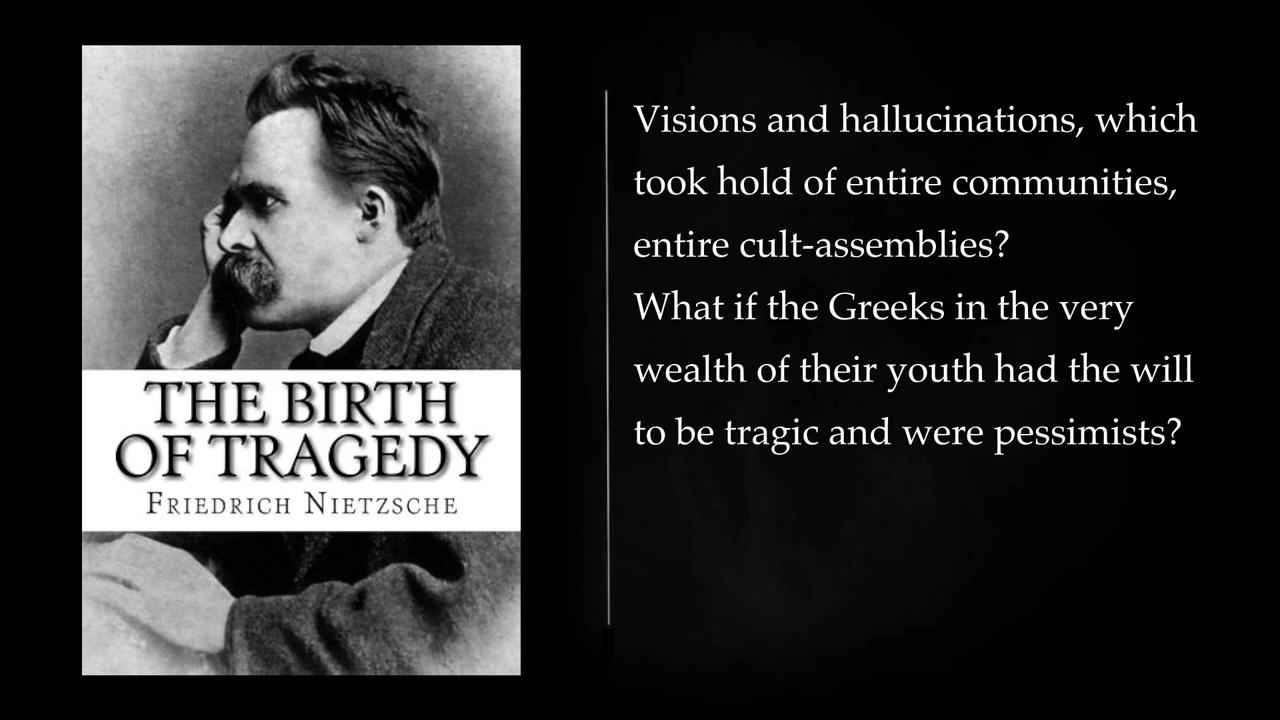 THE BIRTH
OF TRAGEDY
Friedrich Nietzsche
Visions and hallucinations, which
took hold of entire communities,
entire cult-assemblies?
What if the Greeks in the very
wealth of their youth had the will
to be tragic and were pessimists?